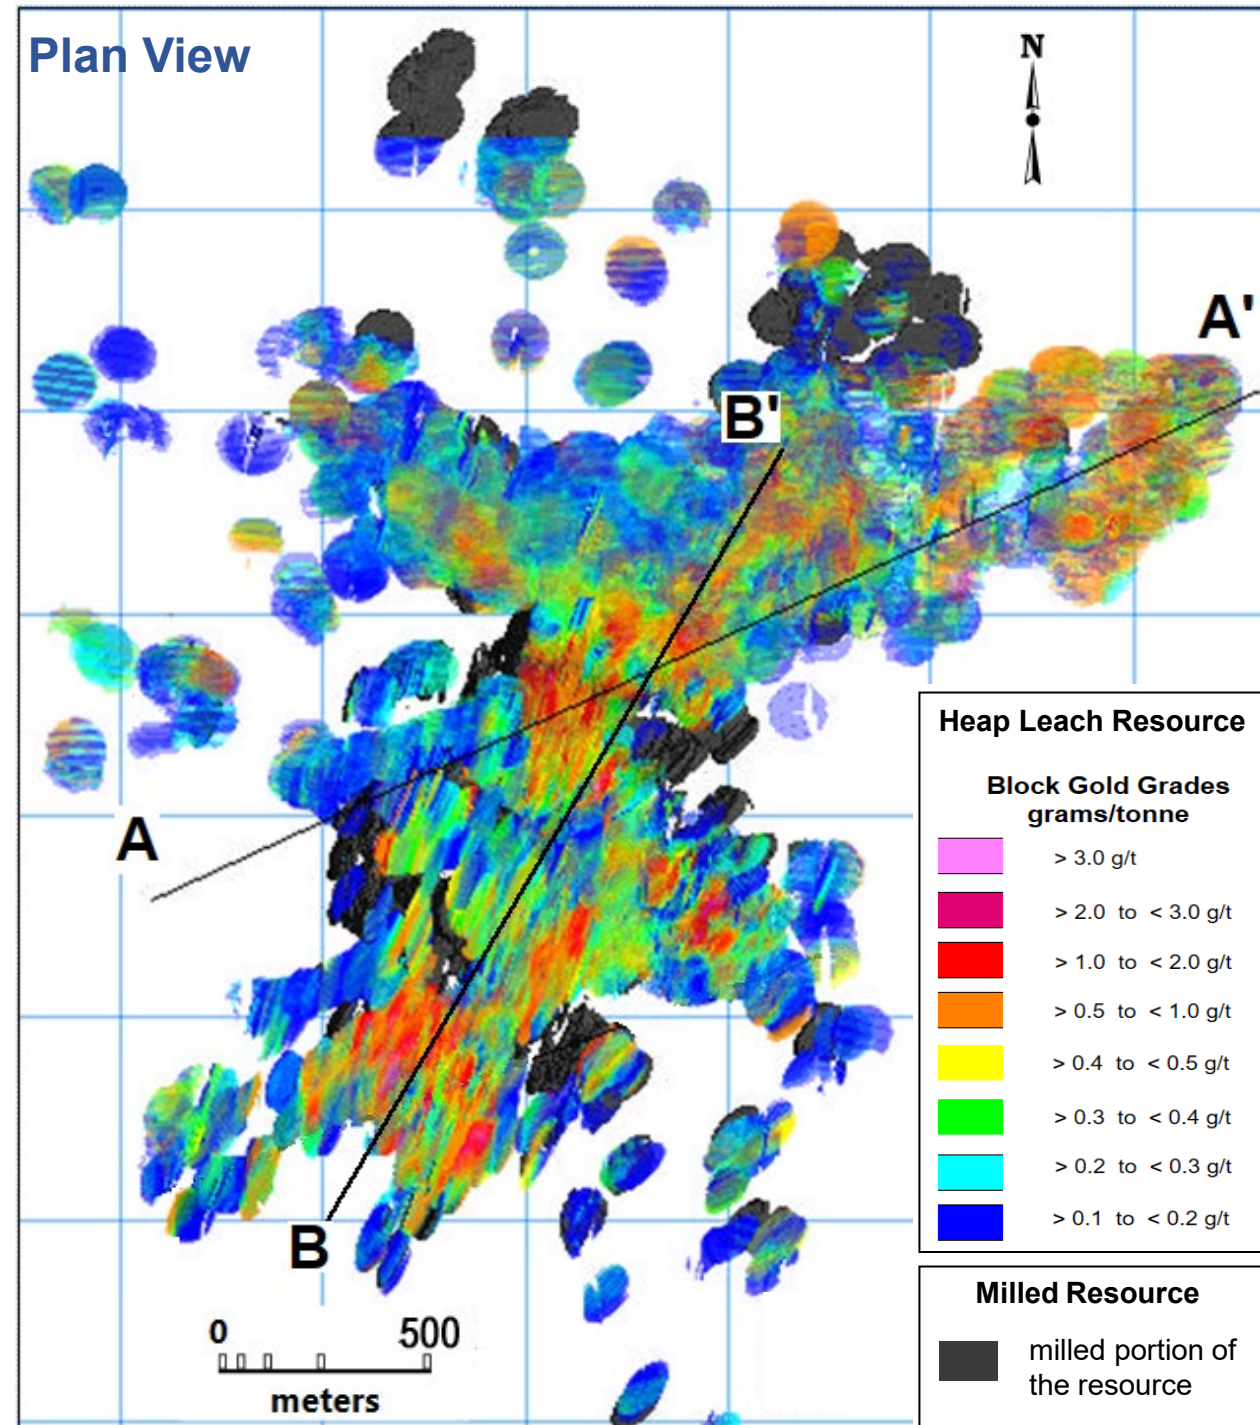 Plan View
N
A'
B'
A
B
0 500
meters
Heap Leach Resource
Block Gold Grades
grams/tonne
> 3.0 g/t
> 2.0 to < 3.0 g/t
> 1.0 to < 2.0 g/t
> 0.5 to < 1.0 g/t
> 0.4 to < 0.5 g/t
> 0.3 to < 0.4 g/t
> 0.2 to < 0.3 g/t
> 0.1 to < 0.2 g/t
Milled Resource
milled portion of
the resource